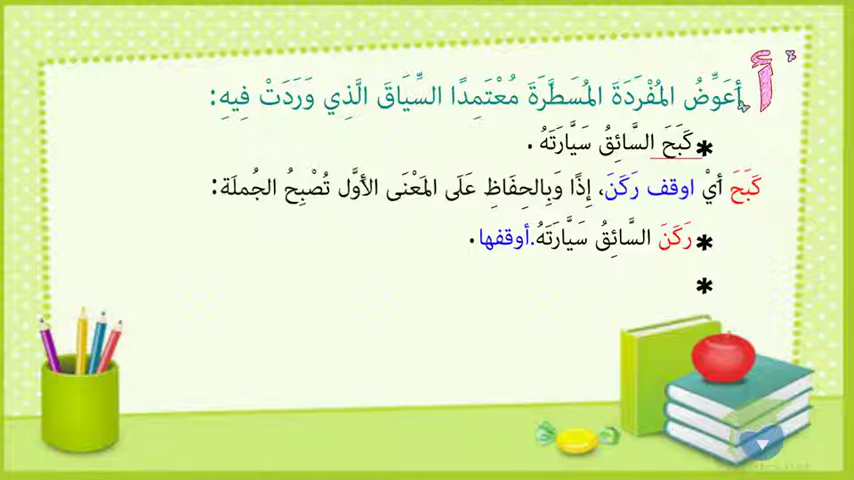 أ
أُعَوِّضُ المُفْرَدَةَ المُسَطَّرَةَ مُعْتَمِدًا السِّيَاقَ الَّذِي وَرَدَتْ فِيهِ:
* كَبَحَ السَّائِقُ سَيَّارَتَهُ .
كَبَحَ أَيْ اوقف رَكَنَ، إِذًا وَبِالحِفَاظِ عَلَى المَعْنَى الأَوَّل تُصْبِحُ الجُملَة:
* رَكَنَ السَّائِقُ سَيَّارَتَهُ.أوقفها .
*